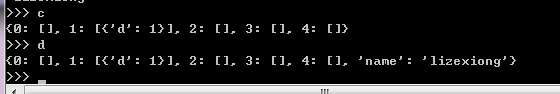 >>> c
{0: [], 1: [{'d': 1}], 2: [], 3: [], 4: []}
>>> d
{0: [], 1: [{'d': 1}], 2: [], 3: [], 4: [], 'name': 'lizexiong'}
>>>